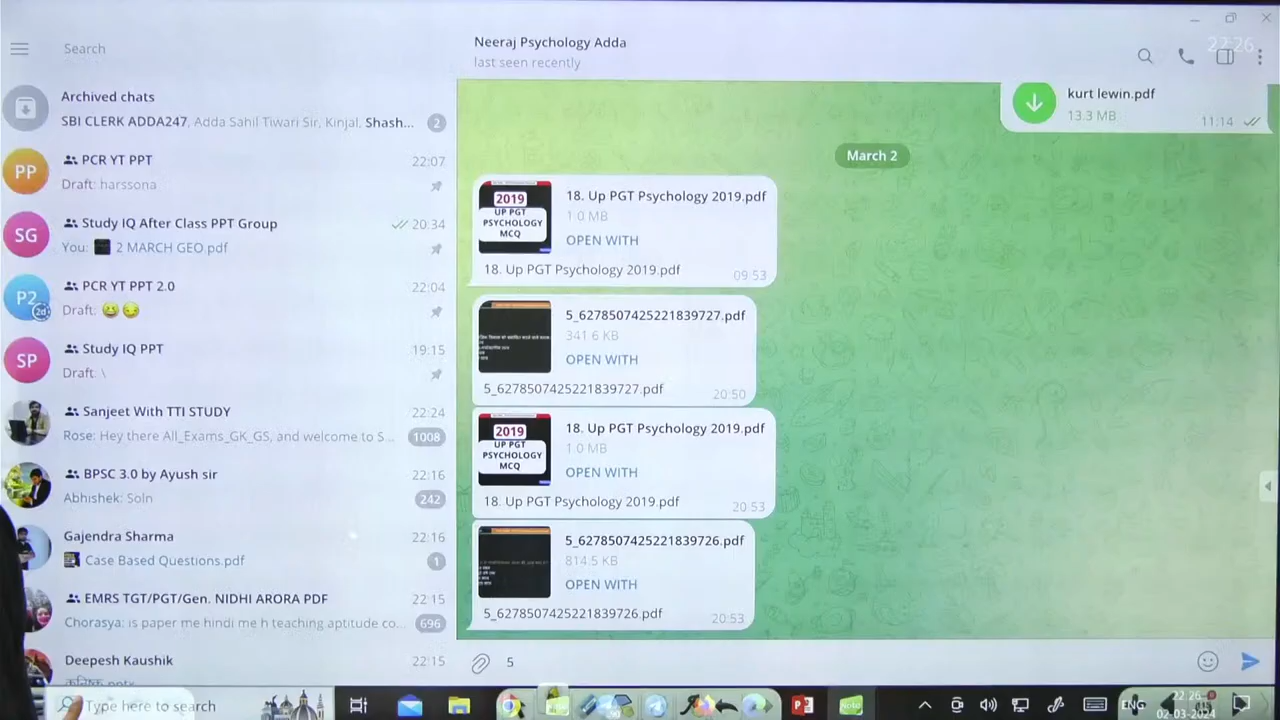 Search
Archived chats
SBI CLERK ADDA247, Adda Sahil Tiwari Sir, Kinjal, Shash...
2
PP
PCR YT PPT
22:07
Draft: harssona
SG
Study IQ After Class PPT Group
20:34
You: 2 MARCH GEO.pdf
P2
2d
PCR YT PPT 2.0
22:04
Draft:
SP
Study IQ PPT
19:15
Draft: \
Sanjeet With TTI STUDY
22:24
Rose: Hey there All_Exams_GK_GS, and welcome to S...
1008
BPSC 3.0 by Ayush sir
22:16
Abhishek: Soln
242
Gajendra Sharma
22:16
Case Based Questions.pdf
1
EMRS TGT/PGT/Gen. NIDHI ARORA PDF
22:15
Chorasya: is paper me hindi me h teaching aptitude co...
696
Deepesh Kaushik
22:15
Neeraj Psychology Adda
last seen recently
22:26
kurt lewin.pdf
13.3 MB
11:14
March 2
2019
UP PGT
PSYCHOLOGY
MCQ
18. Up PGT Psychology 2019.pdf
1.0 MB
OPEN WITH
18. Up PGT Psychology 2019.pdf
09:53
5_6278507425221839727.pdf
341.6 KB
OPEN WITH
5_6278507425221839727.pdf
20:50
2019
UP PGT
PSYCHOLOGY
MCQ
18. Up PGT Psychology 2019.pdf
1.0 MB
OPEN WITH
18. Up PGT Psychology 2019.pdf
20:53
5_6278507425221839726.pdf
814.5 KB
OPEN WITH
5_6278507425221839726.pdf
20:53
5
Type here to search
ENG
22:26
02-03-2024